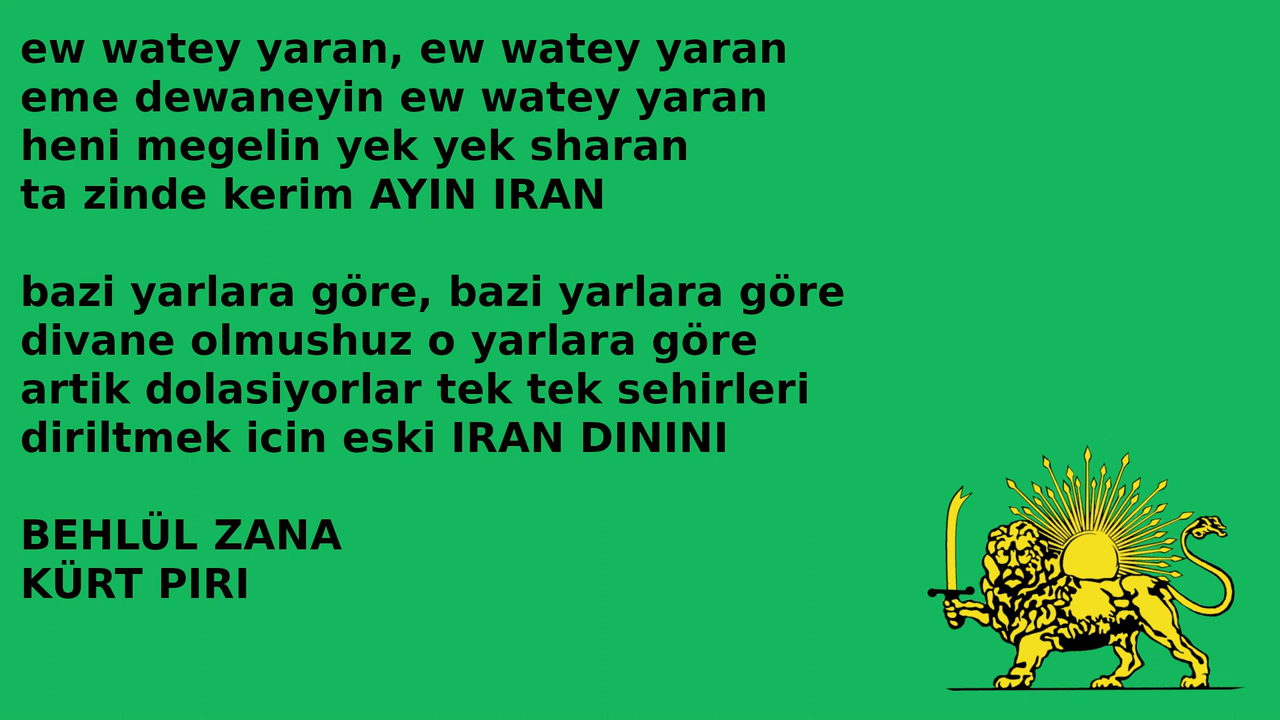 ew watey yaran, ew watey yaran
eme dewaneyin ew watey yaran
heni megelin yek yek sharan
ta zinde kerim AYIN IRAN
bazi yarlara göre, bazi yarlara göre
divane olmushuz o yarlara göre
artik dolasiyorlar tek tek sehirleri
diriltmek icin eski IRAN DININI
BEHLÜL ZANA
KÜRT PIRI